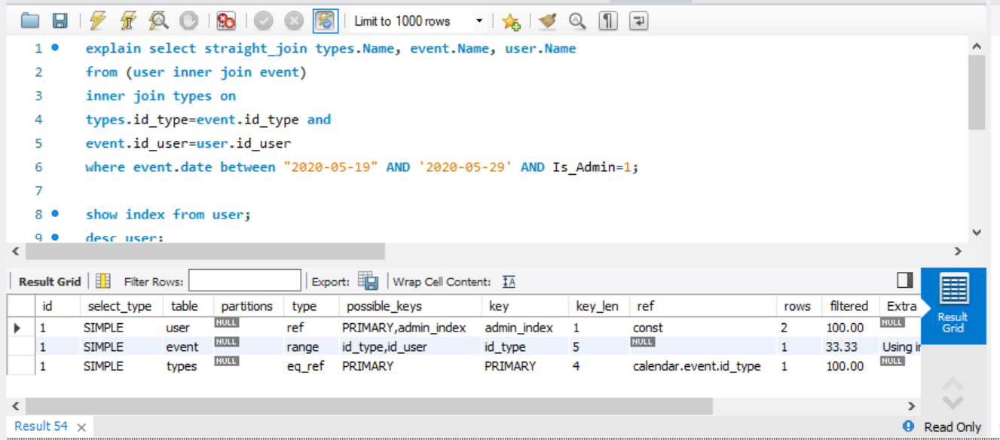 Limit to 1000 rows
1 explain select straight_join types.Name, event.Name, user.Name
2 from (user inner join event)
3 inner join types on
4 types.id_type=event.id_type and
5 event.id_user=user.id_user
6 where event.date between "2020-05-19" AND '2020-05-29' AND Is_Admin=1;
7
8 show index from user;
9 desc user;
Result Grid Filter Rows: Export: Wrap Cell Content: IA
id select_type table partitions type possible_keys key key_len ref rows filtered Extra
1 SIMPLE user NULL ref PRIMARY,admin_index admin_index 1 const 2 100.00 NULL
1 SIMPLE event NULL range id_type,id_user id_type 5 NULL 1 33.33 Using
1 SIMPLE types NULL eq_ref PRIMARY PRIMARY 4 calendar.event.id_type 1 100.00 NULL
Result
Grid
Result 54 Read Only